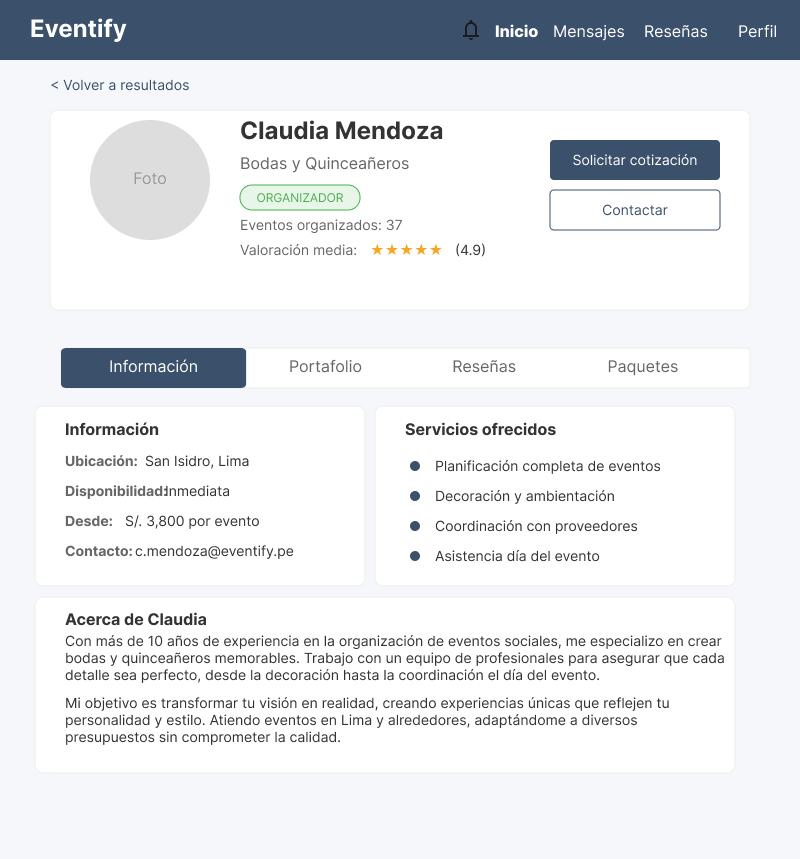 Eventify
Inicio Mensajes Reseñas Perfil
< Volver a resultados
Foto
Claudia Mendoza
Bodas y Quinceañeros
ORGANIZADOR
Eventos organizados: 37
Valoración media: ★★★★★ (4.9)
Solicitar cotización
Contactar
Información Portafolio Reseñas Paquetes
Información
Ubicación: San Isidro, Lima
Disponibilidad: Inmediata
Desde: S/. 3,800 por evento
Contacto: c.mendoza@eventify.pe
Servicios ofrecidos
Planificación completa de eventos
Decoración y ambientación
Coordinación con proveedores
Asistencia día del evento
Acerca de Claudia
Con más de 10 años de experiencia en la organización de eventos sociales, me especializo en crear
bodas y quinceañeros memorables. Trabajo con un equipo de profesionales para asegurar que cada
detalle sea perfecto, desde la decoración hasta la coordinación el día del evento.
Mi objetivo es transformar tu visión en realidad, creando experiencias únicas que reflejen tu
personalidad y estilo. Atiendo eventos en Lima y alrededores, adaptándome a diversos
presupuestos sin comprometer la calidad.